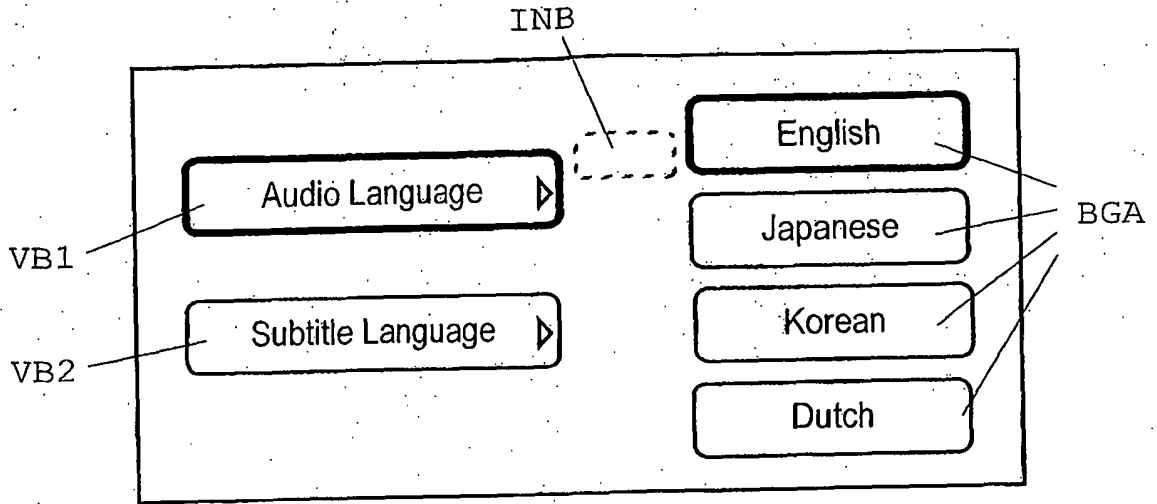 INB
English
Audio Language
Japanese
BGA
VB1
Korean
Subtitle Language
VB2
Dutch